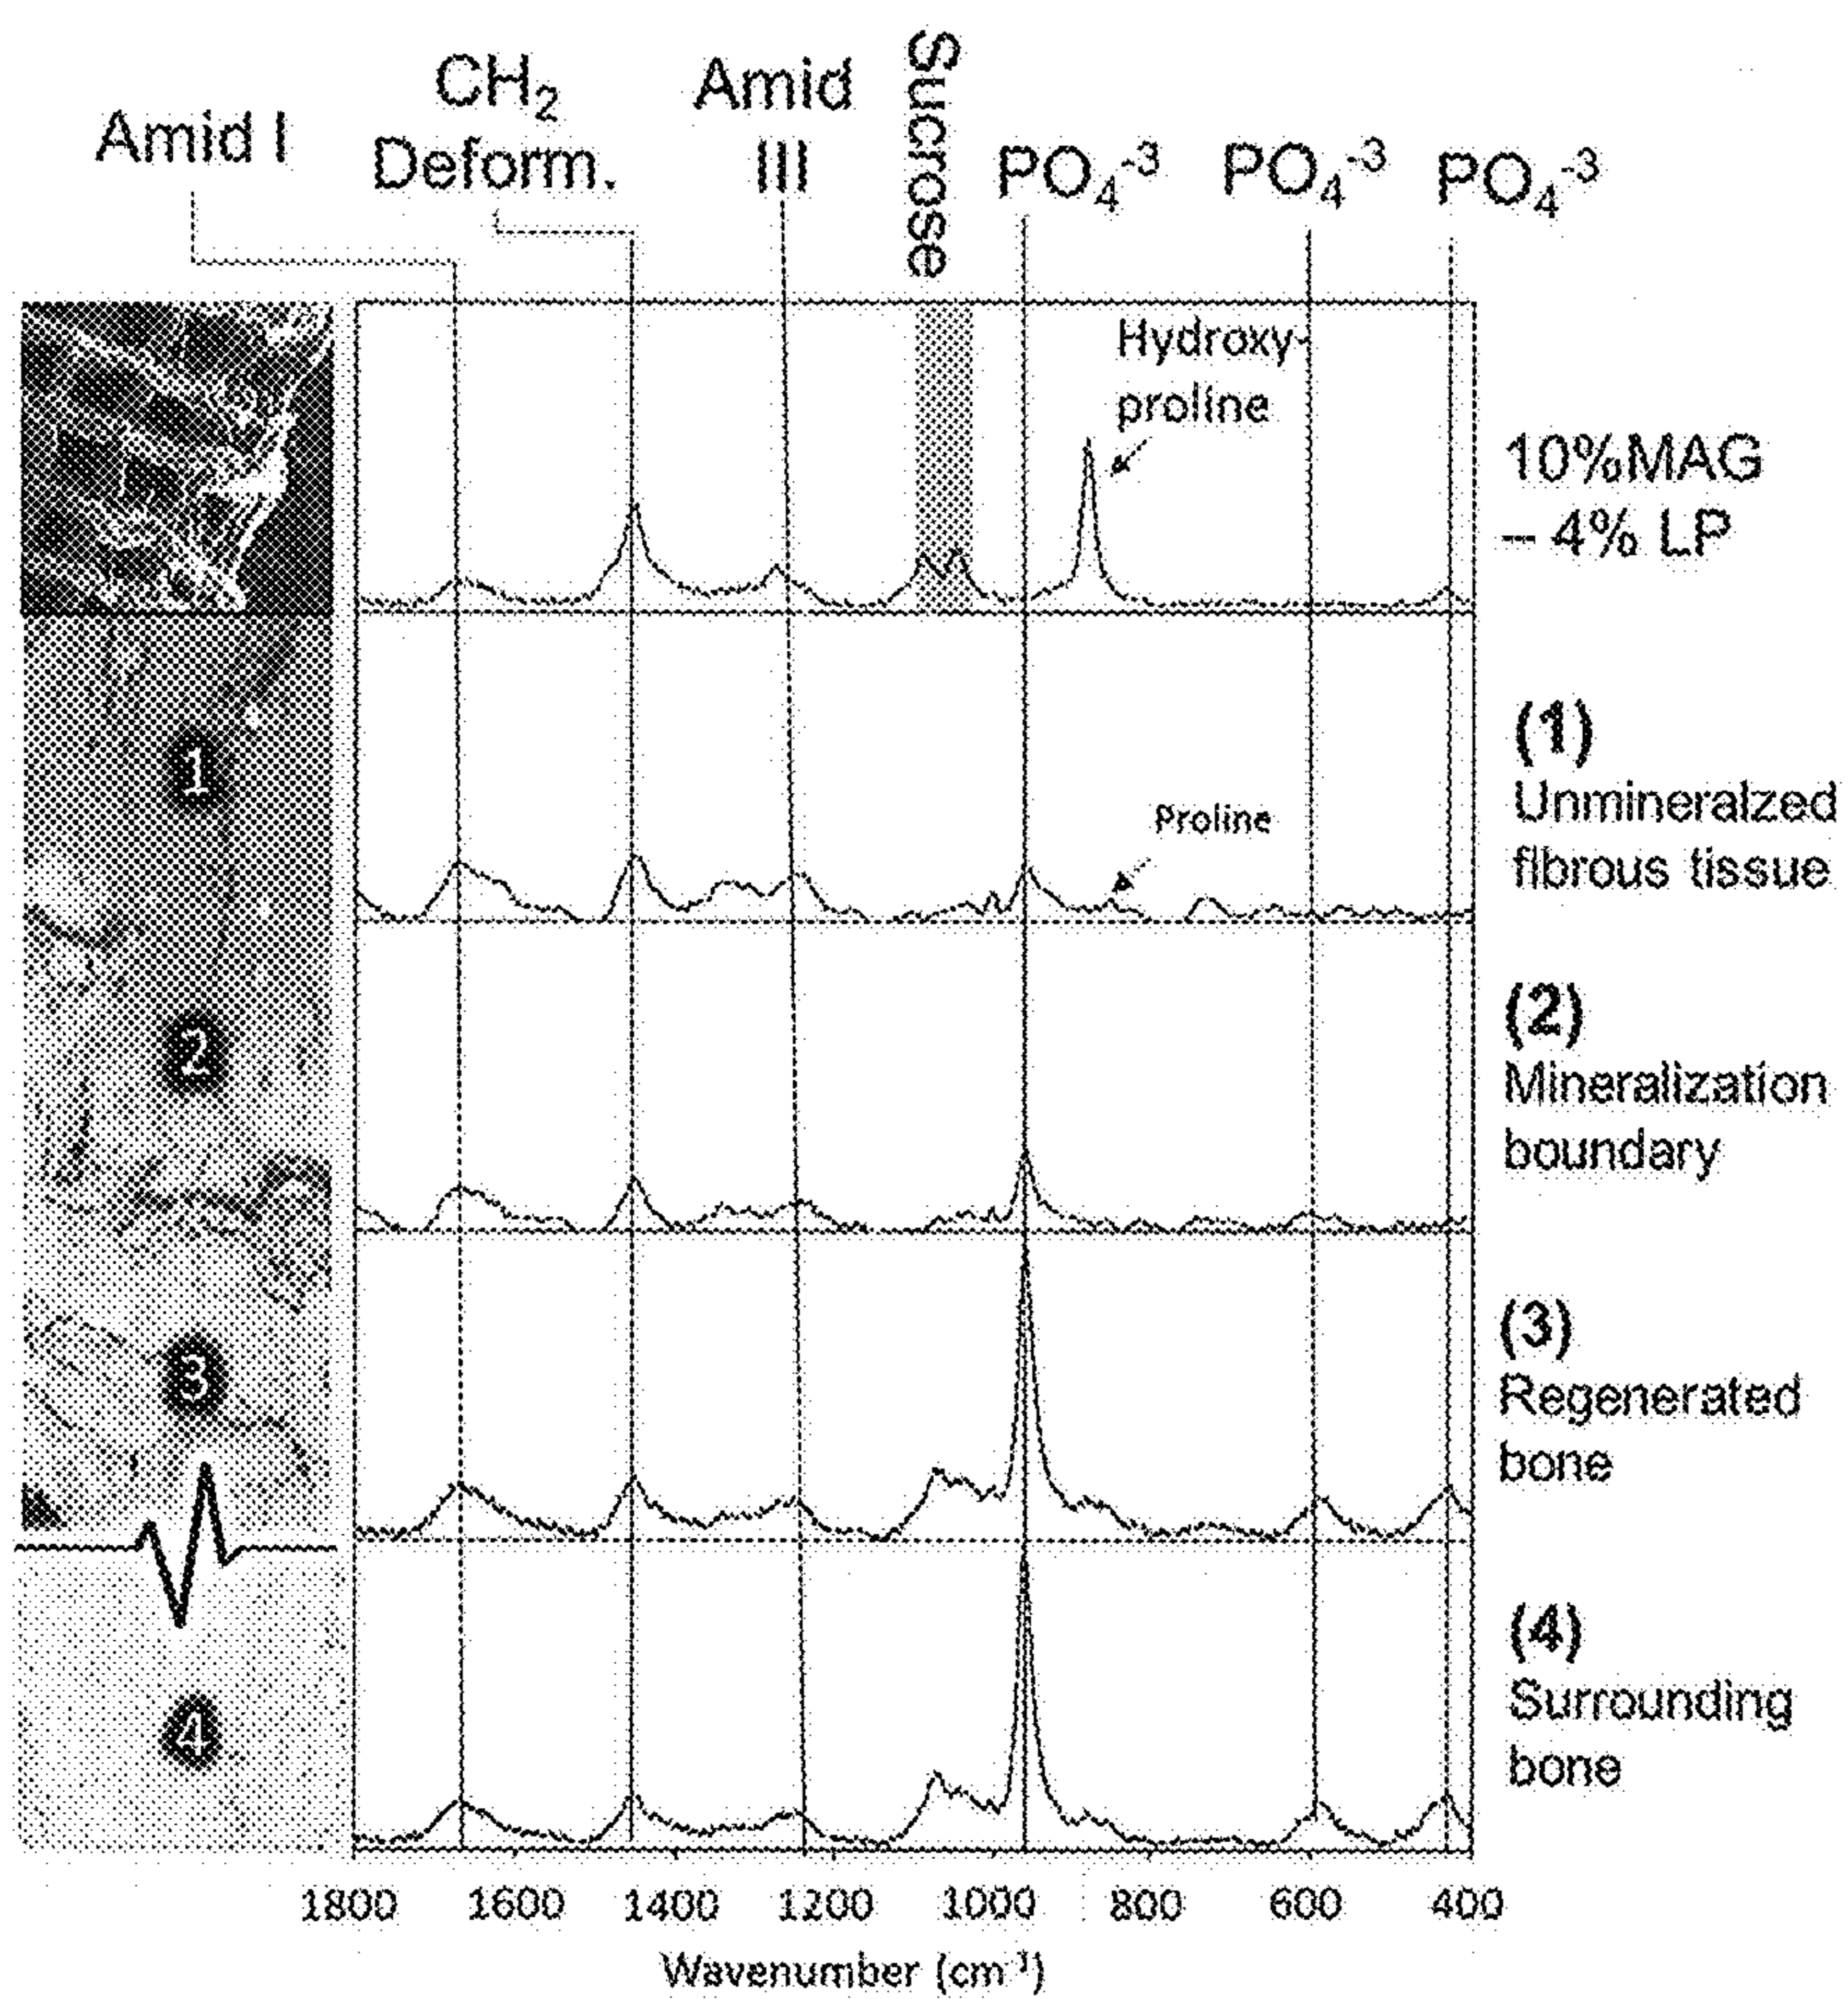 Amid I
CH₂
Deform.
Amid
III
Sucrose
PO₄⁻³
PO₄⁻³
PO₄⁻³
Hydroxy-
proline
10%MAG
– 4% LP
1
Proline
(1)
Unmineralzed
fibrous tissue
2
(2)
Mineralization
boundary
3
(3)
Regenerated
bone
4
(4)
Surrounding
bone
1800 1600 1400 1200 1000 800 600 400
Wavenumber (cm⁻¹)